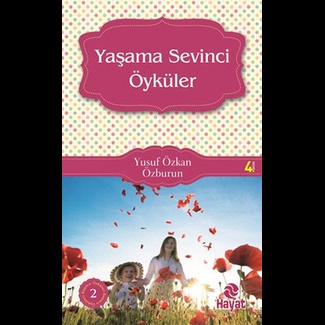 Yaşama Sevinci
Öyküler
Yusuf Özkan
Özburun
4
2
Hayat